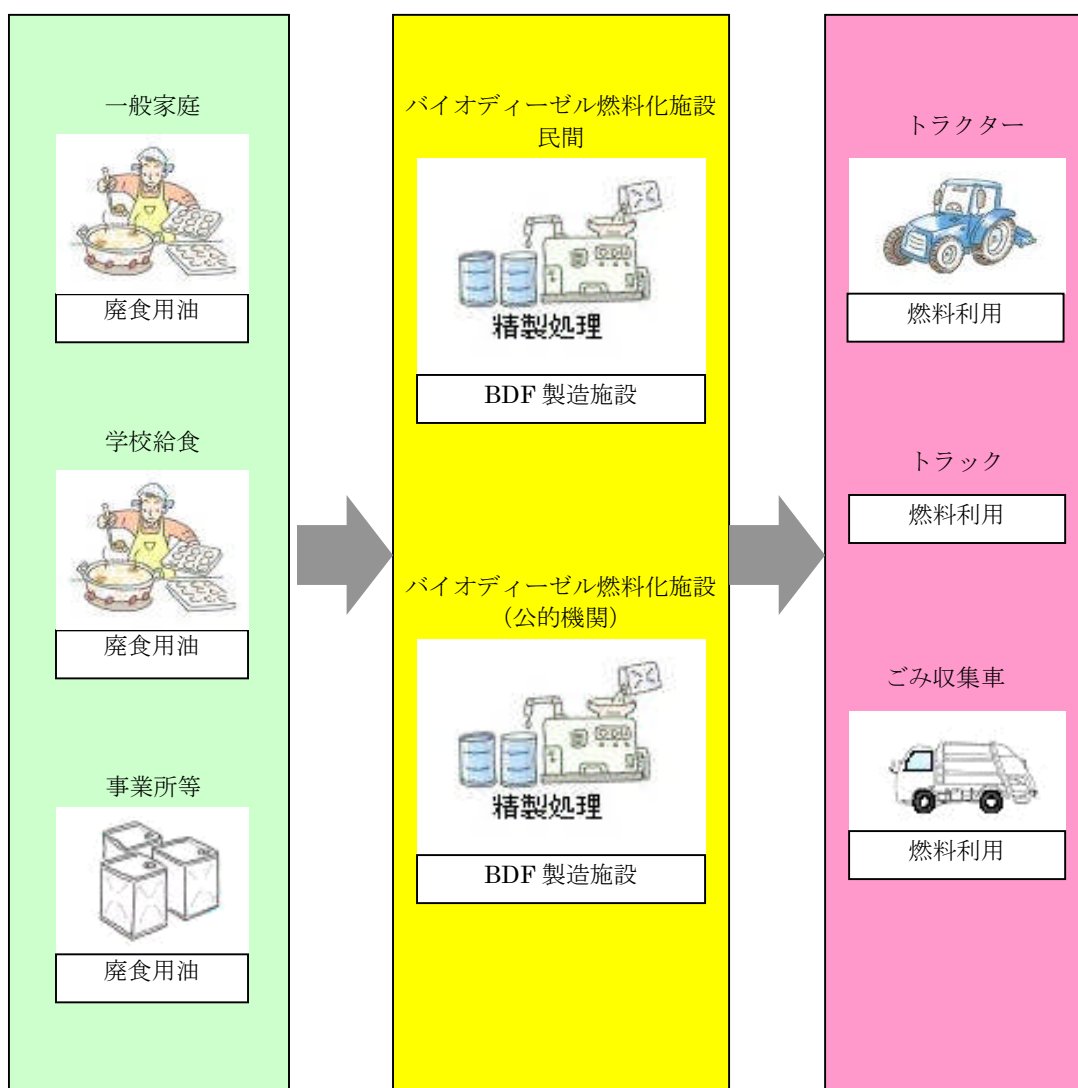 一般家庭
廃食用油
学校給食
廃食用油
事業所等
廃食用油
バイオディーゼル燃料化施設
民間
精製処理
BDF 製造施設
バイオディーゼル燃料化施設
（公的機関）
精製処理
BDF 製造施設
トラクター
燃料利用
トラック
燃料利用
ごみ収集車
燃料利用